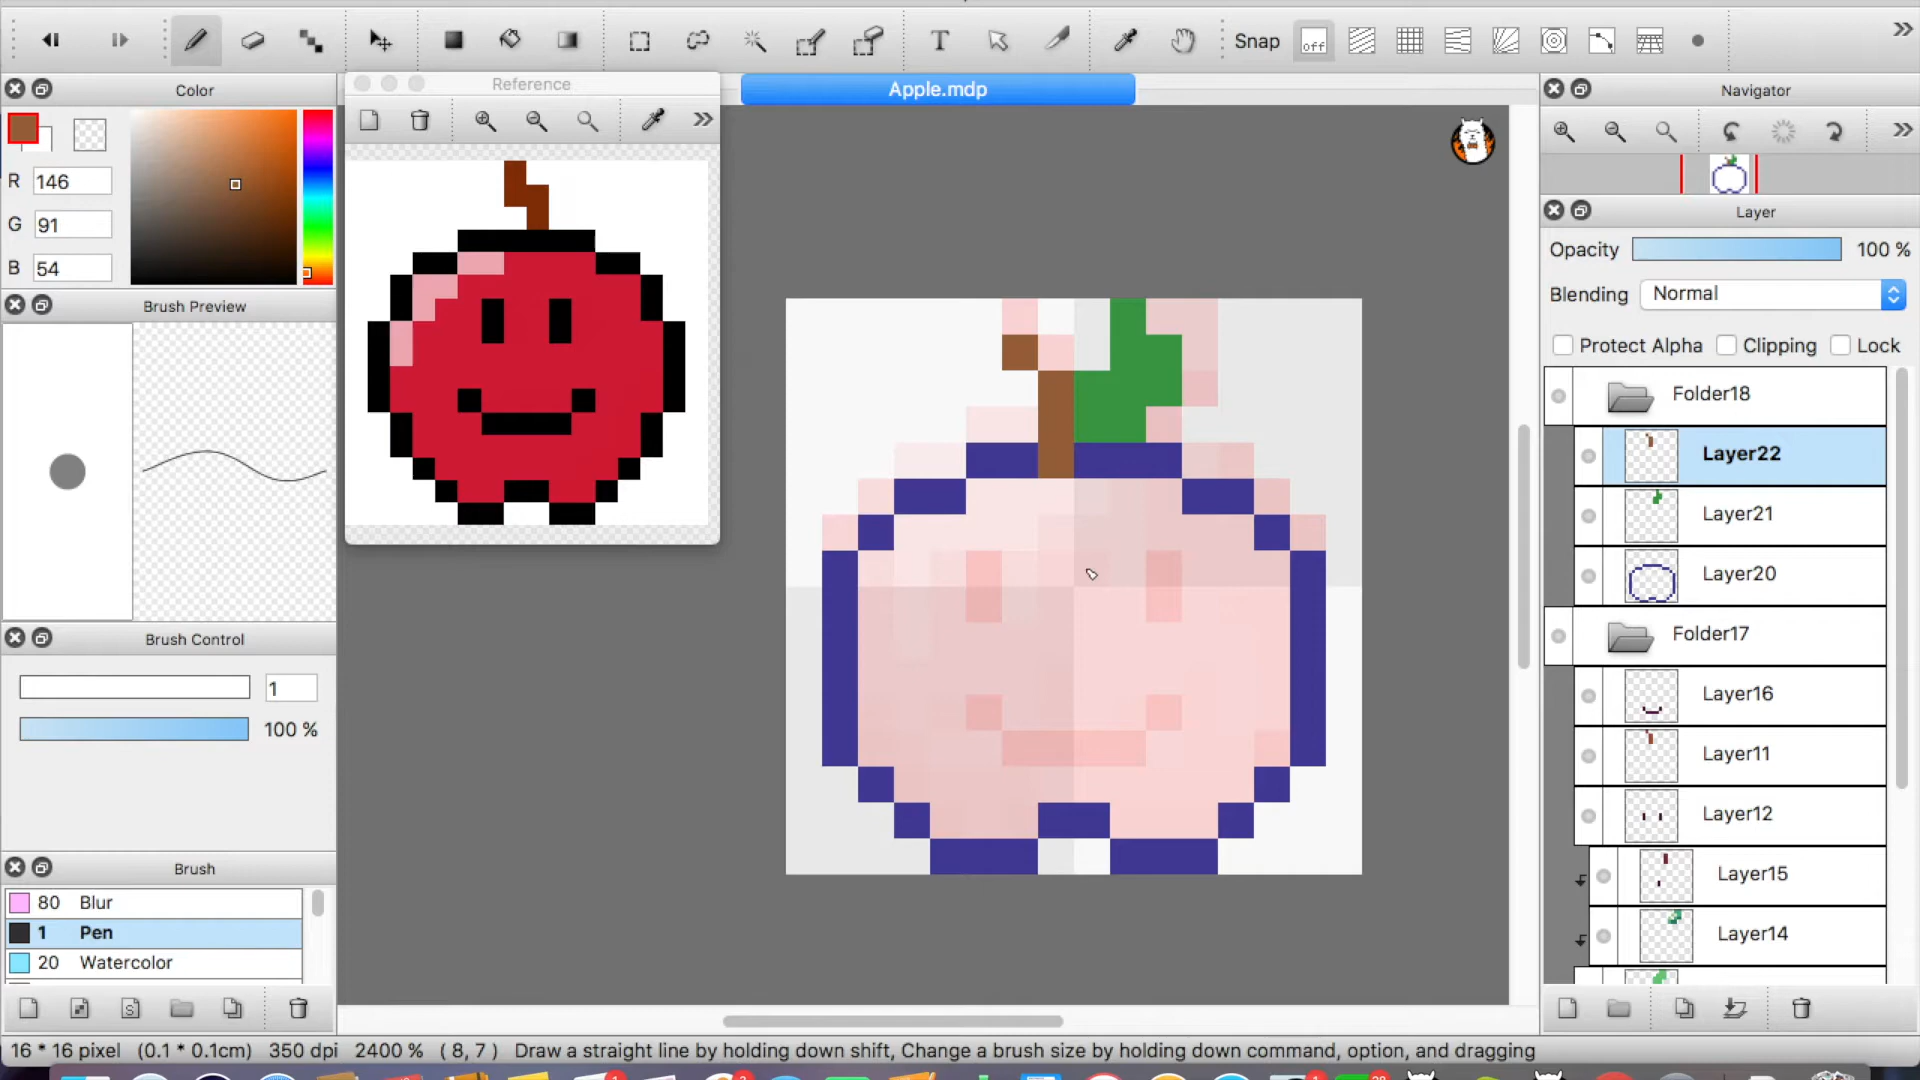 T
Snap
off
Color
R 146
G 91
B 54
Brush Preview
Brush Control
1
100 %
Brush
80 Blur
1 Pen
20 Watercolor
S
Reference
Apple.mdp
Navigator
Layer
Opacity 100 %
Blending Normal
Protect Alpha Clipping Lock
Folder18
Layer22
Layer21
Layer20
Folder17
Layer16
Layer11
Layer12
Layer15
Layer14
16 * 16 pixel (0.1 * 0.1cm) 350 dpi 2400 % ( 8, 7 ) Draw a straight line by holding down shift, Change a brush size by holding down command, option, and dragging